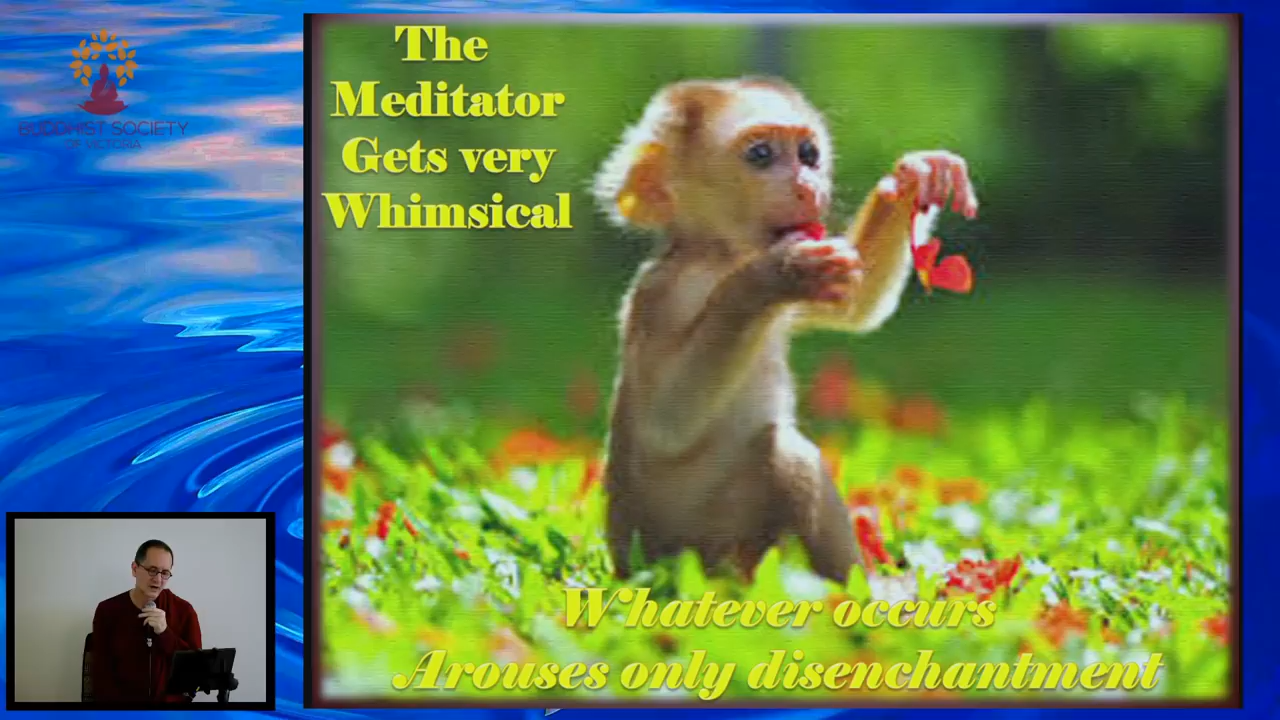 BUDDHIST SOCIETY
OF VICTORIA
The
Meditator
Gets very
Whimsical
Whatever occurs
Arouses only disenchantment